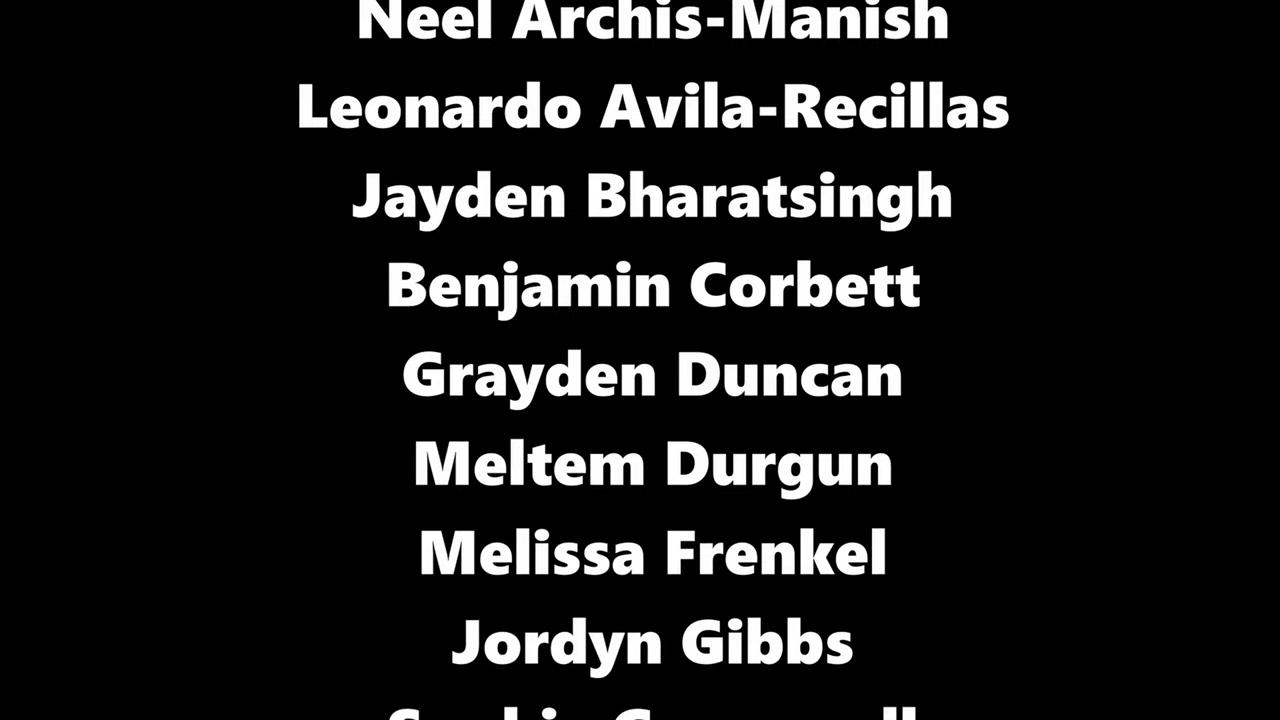 Neel Archis-Manish
Leonardo Avila-Recillas
Jayden Bharatsingh
Benjamin Corbett
Grayden Duncan
Meltem Durgun
Melissa Frenkel
Jordyn Gibbs